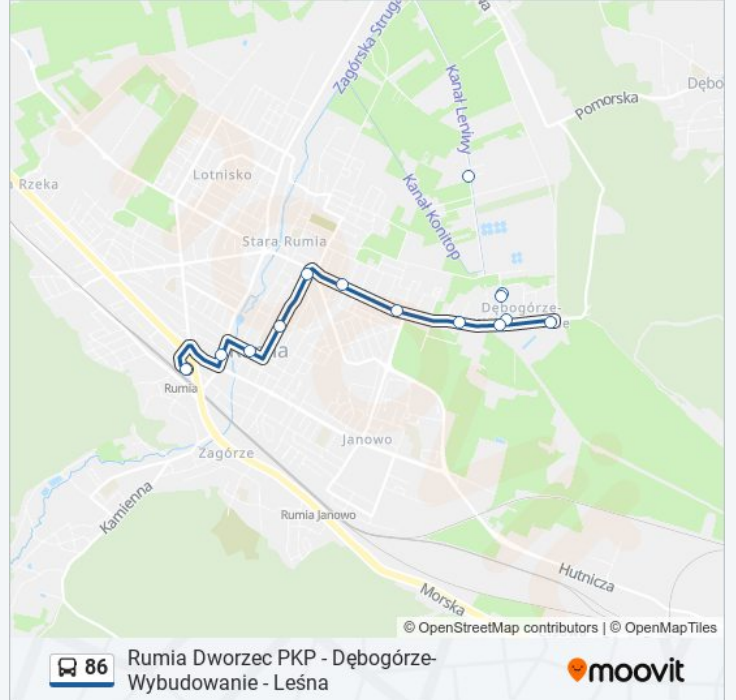 Zagórska Strug
Kanał Leniwy
Pomorska
Dębo
Lotnisko
a Rzeka
Kanał Konitop
Stara Rumia
Dębogórze-
Rumia
Janowo
Zagórze
Kamienna
Rumia Janowo
Hutnicza
Morska
© OpenStreetMap contributors | © OpenMapTiles
86
Rumia Dworzec PKP - Dębogórze-
Wybudowanie - Leśna
moovit